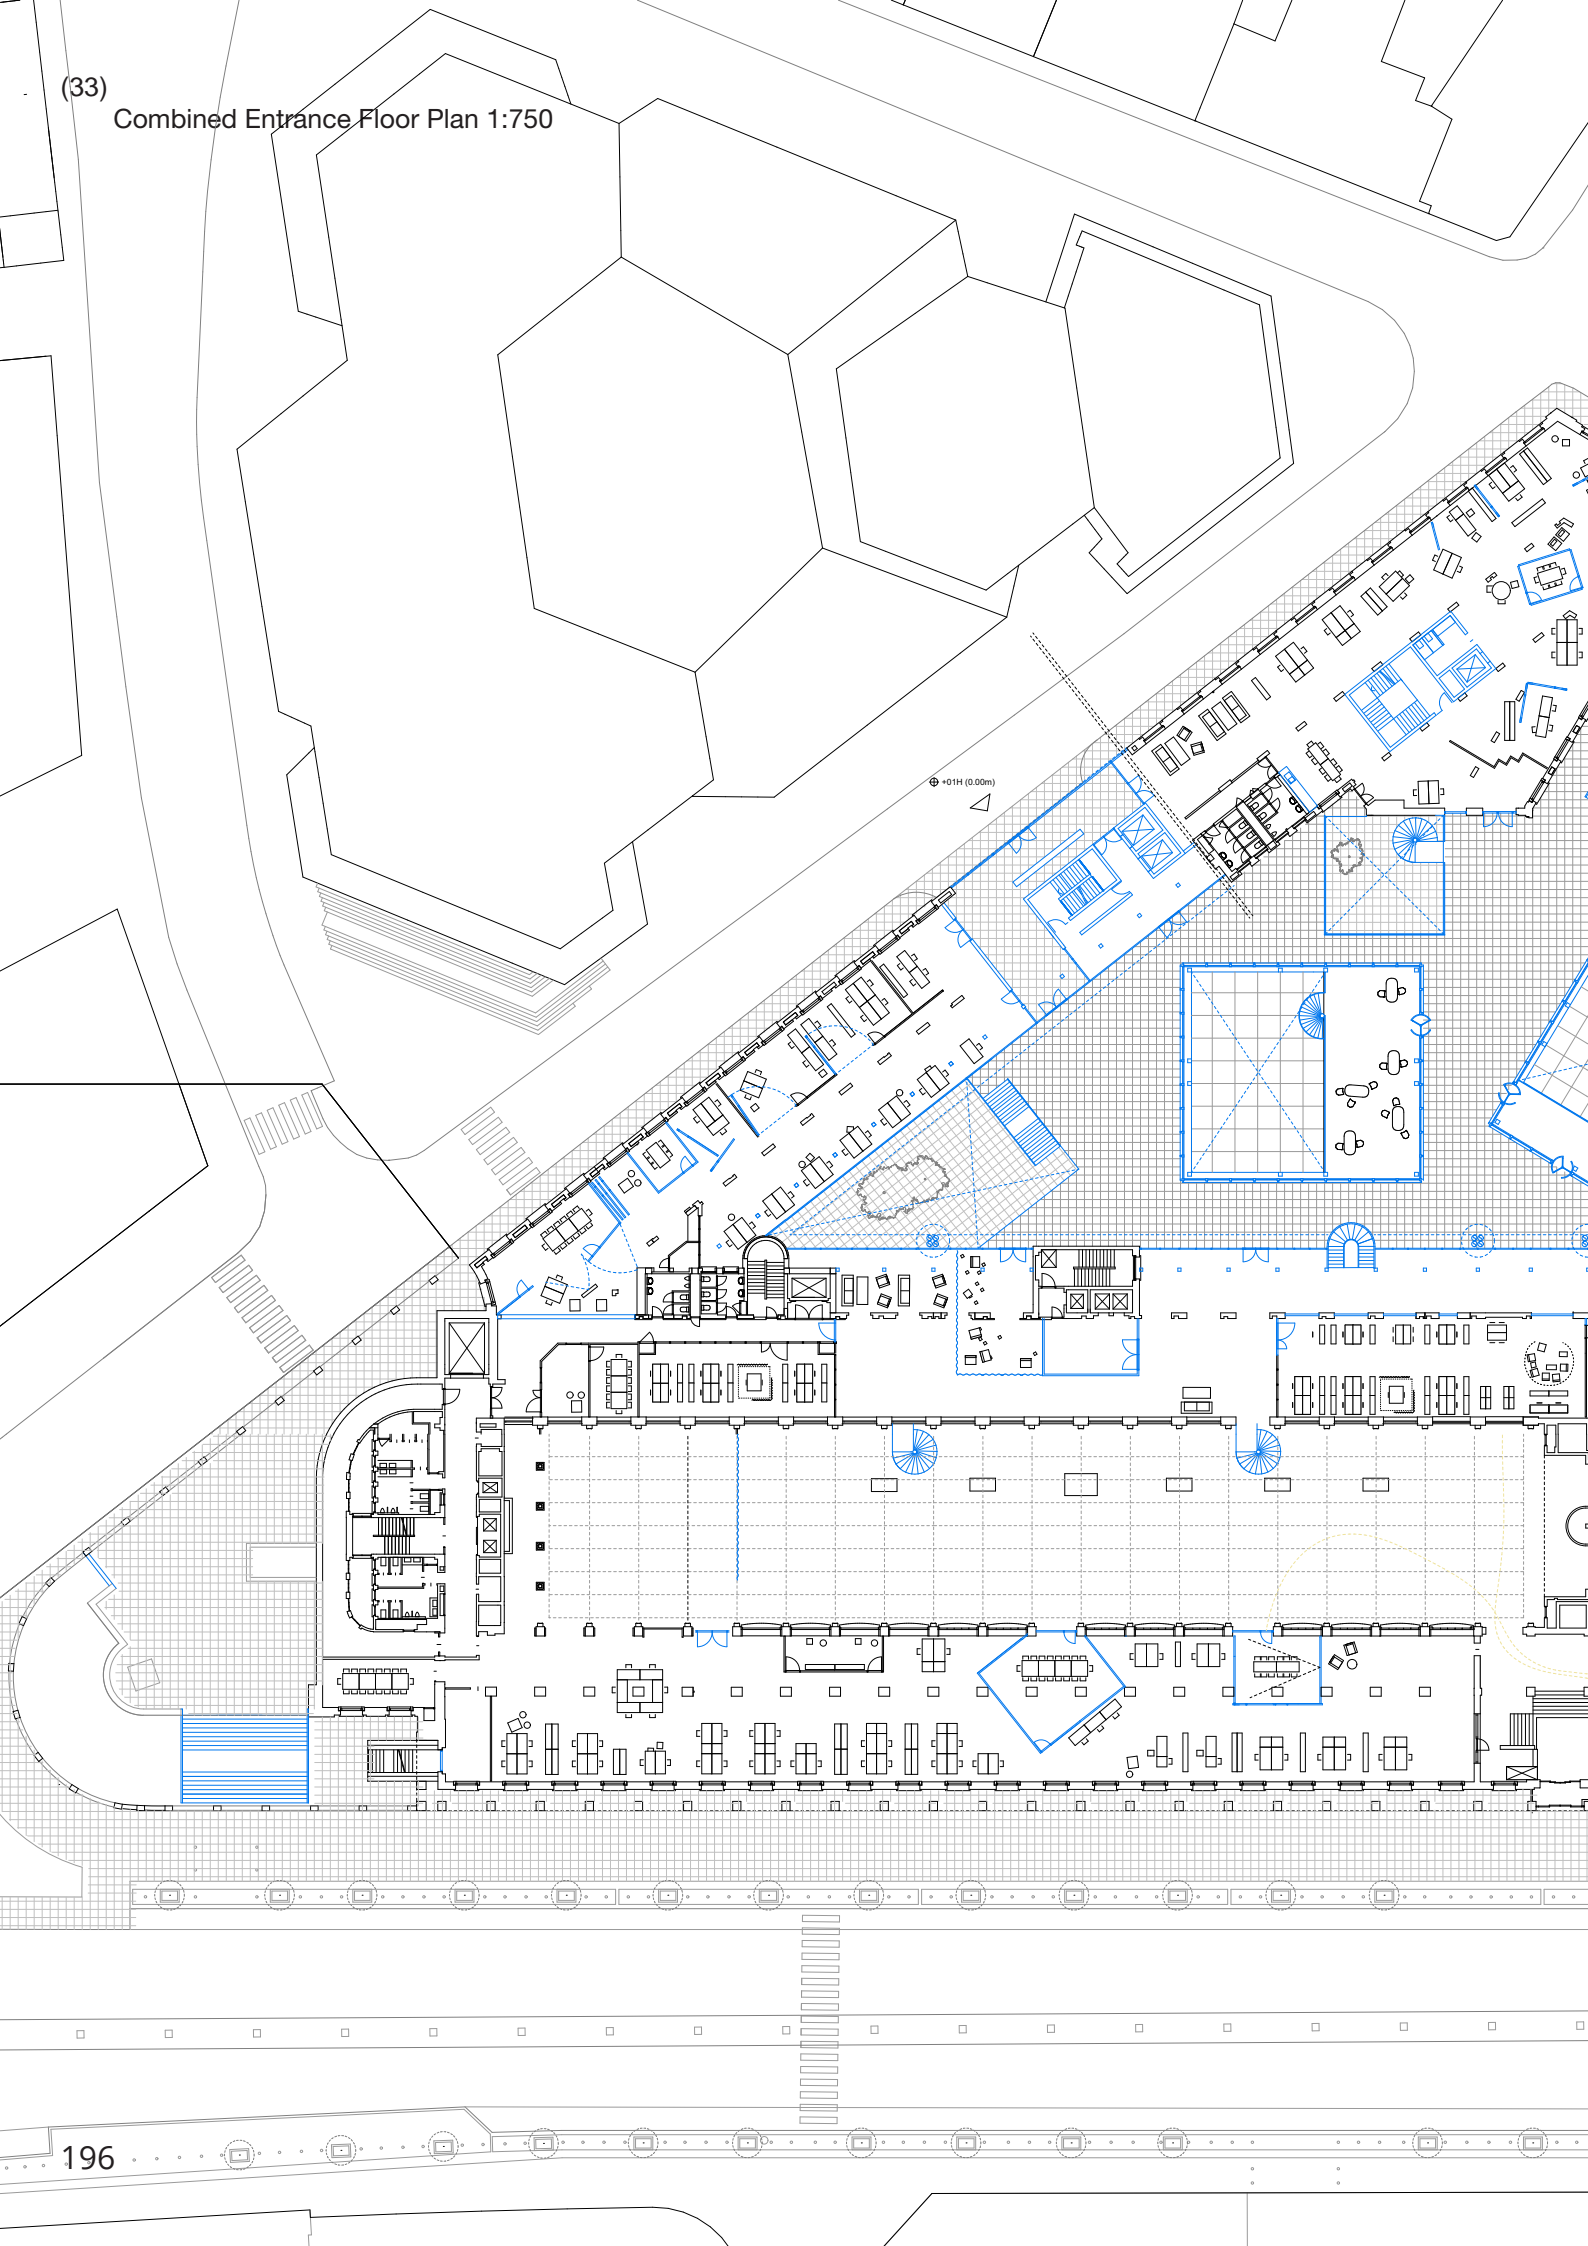 (33)
Combined Entrance Floor Plan 1:750
+01H (0.00m)
196